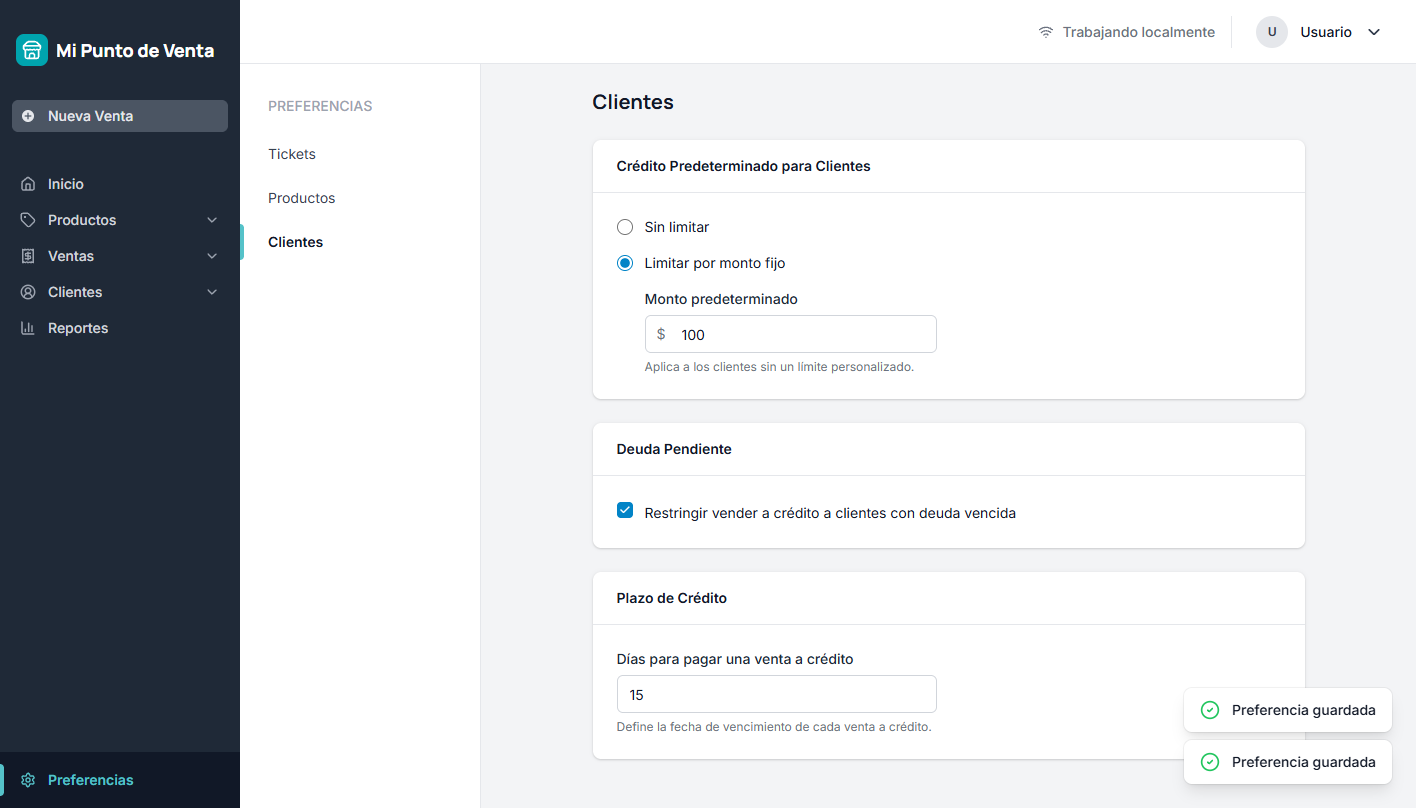 Mi Punto de Venta
Nueva Venta
Inicio
Productos
Ventas
Clientes
Reportes
Preferencias
Trabajando localmente
U
Usuario
PREFERENCIAS
Tickets
Productos
Clientes
Clientes
Crédito Predeterminado para Clientes
Sin limitar
Limitar por monto fijo
Monto predeterminado
$ 100
Aplica a los clientes sin un límite personalizado.
Deuda Pendiente
Restringir vender a crédito a clientes con deuda vencida
Plazo de Crédito
Días para pagar una venta a crédito
15
Define la fecha de vencimiento de cada venta a crédito.
Preferencia guardada
Preferencia guardada